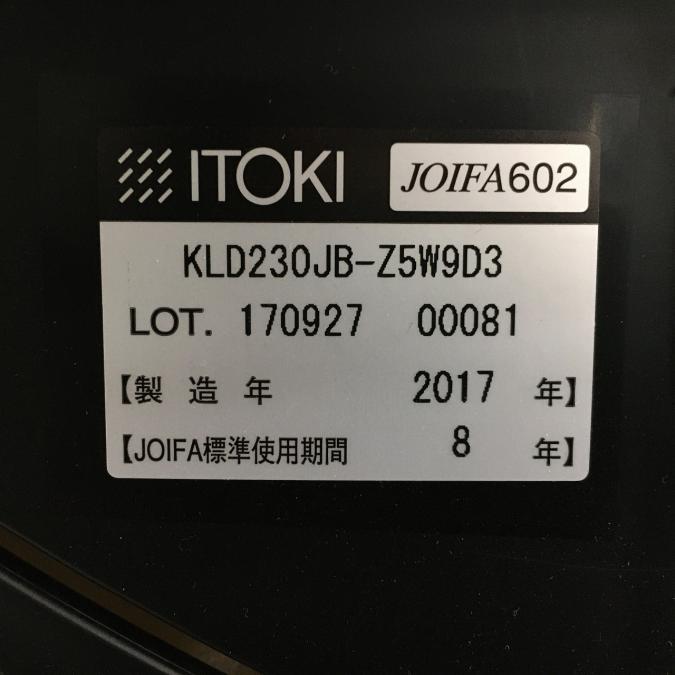 ITOKI JOIFA602
KLD230JB-Z5W9D3
LOT. 170927 00081
【製造年 2017 年】
【JOIFA標準使用期間 8 年】